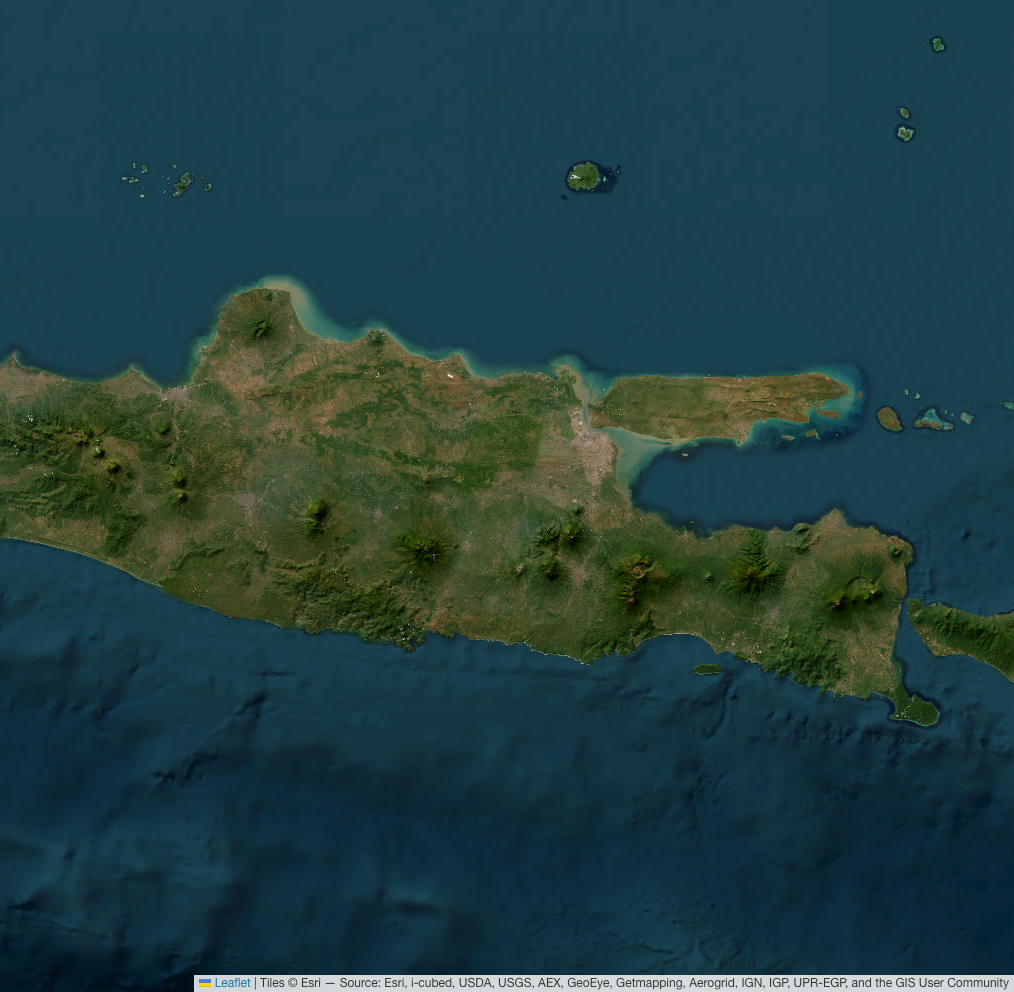 Leaflet | Tiles © Esri — Source: Esri, i-cubed, USDA, USGS, AEX, GeoEye, Getmapping, Aerogrid, IGN, IGP, UPR-EGP, and the GIS User Community